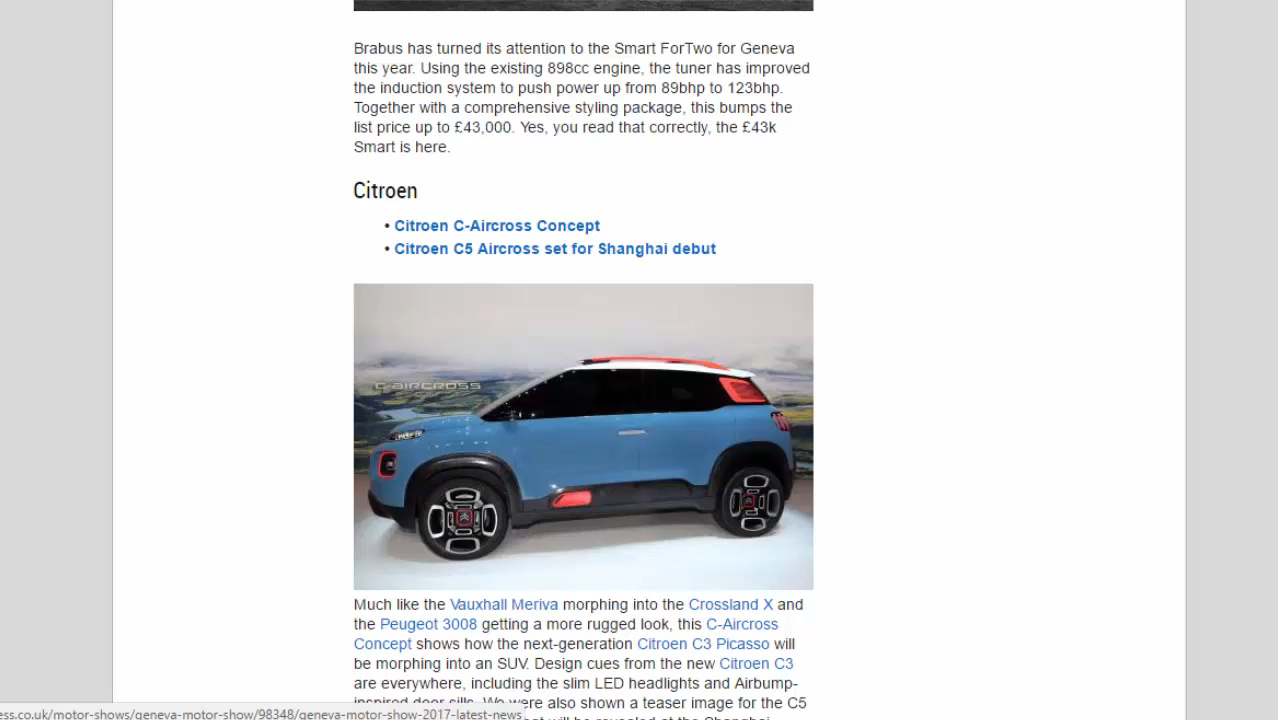 Brabus has turned its attention to the Smart ForTwo for Geneva
this year. Using the existing 898cc engine, the tuner has improved
the induction system to push power up from 89bhp to 123bhp.
Together with a comprehensive styling package, this bumps the
list price up to £43,000. Yes, you read that correctly, the £43k
Smart is here.
Citroen
• Citroen C-Aircross Concept
• Citroen C5 Aircross set for Shanghai debut
C-AIRCROSS
Much like the Vauxhall Meriva morphing into the Crossland X and
the Peugeot 3008 getting a more rugged look, this C-Aircross
Concept shows how the next-generation Citroen C3 Picasso will
be morphing into an SUV. Design cues from the new Citroen C3
are everywhere, including the slim LED headlights and Airbump-
inspired door sills. We were also shown a teaser image for the C5
will be revealed at the Shanghai
ess.co.uk/motor-shows/geneva-motor-show/98348/geneva-motor-show-2017-latest-news